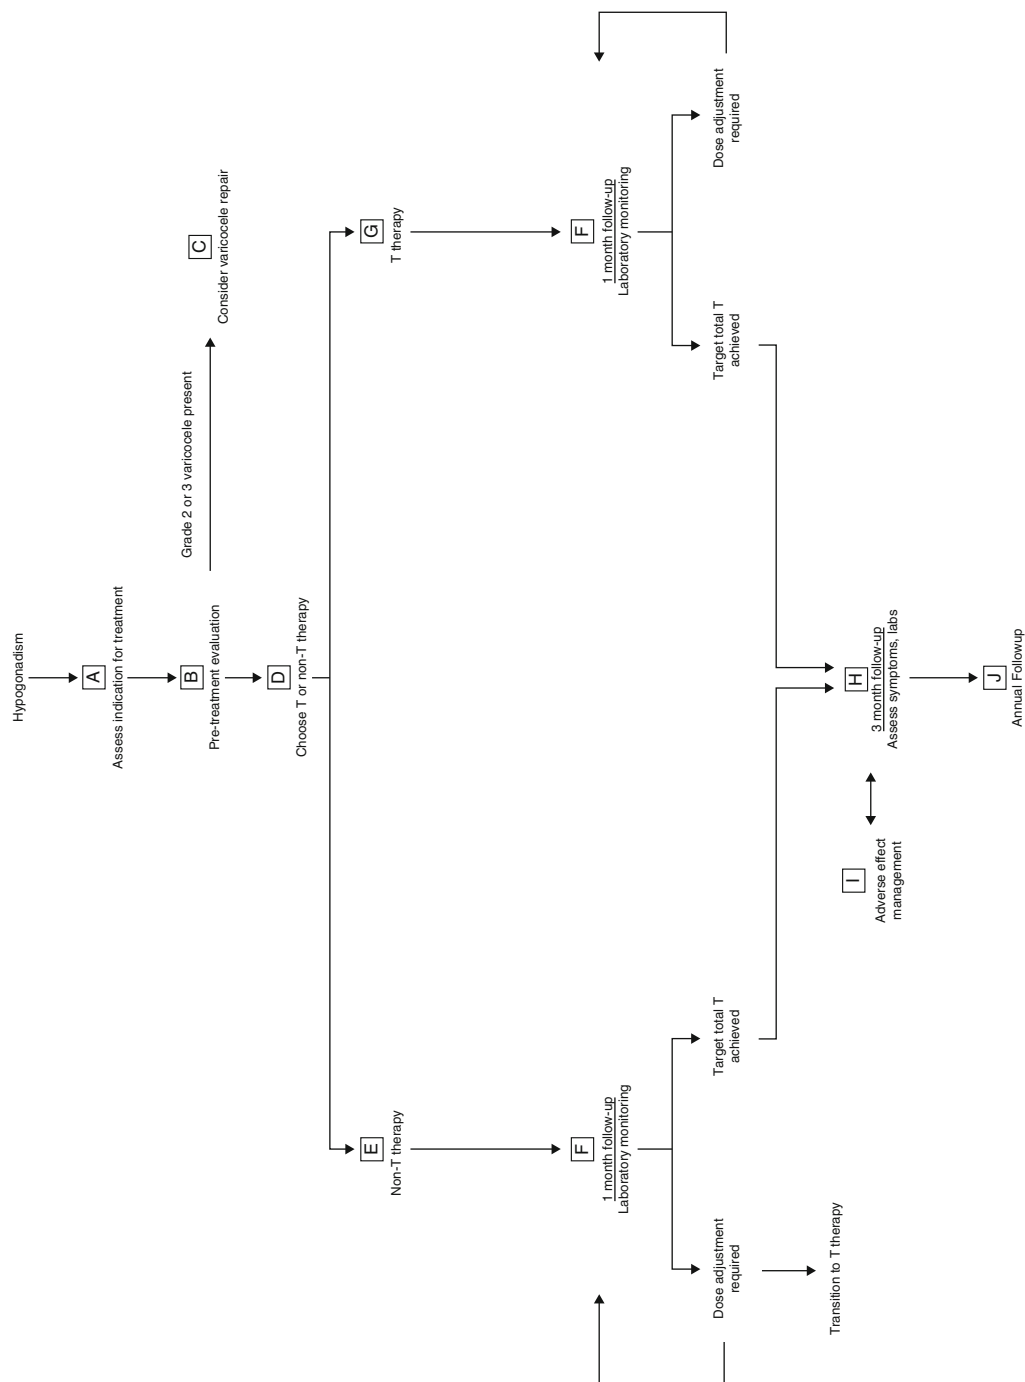 Hypogonadism
A
Assess indication for treatment
B
Pre-treatment evaluation
Grade 2 or 3 varicocele present
C
Consider varicocele repair
D
Choose T or non-T therapy
E
Non-T therapy
G
T therapy
F
1 month follow-up
Laboratory monitoring
F
1 month follow-up
Laboratory monitoring
Dose adjustment
required
Target total T
achieved
Target total T
achieved
Dose adjustment
required
Transition to T therapy
I
Adverse effect
management
H
3 month follow-up
Assess symptoms, labs
J
Annual Followup